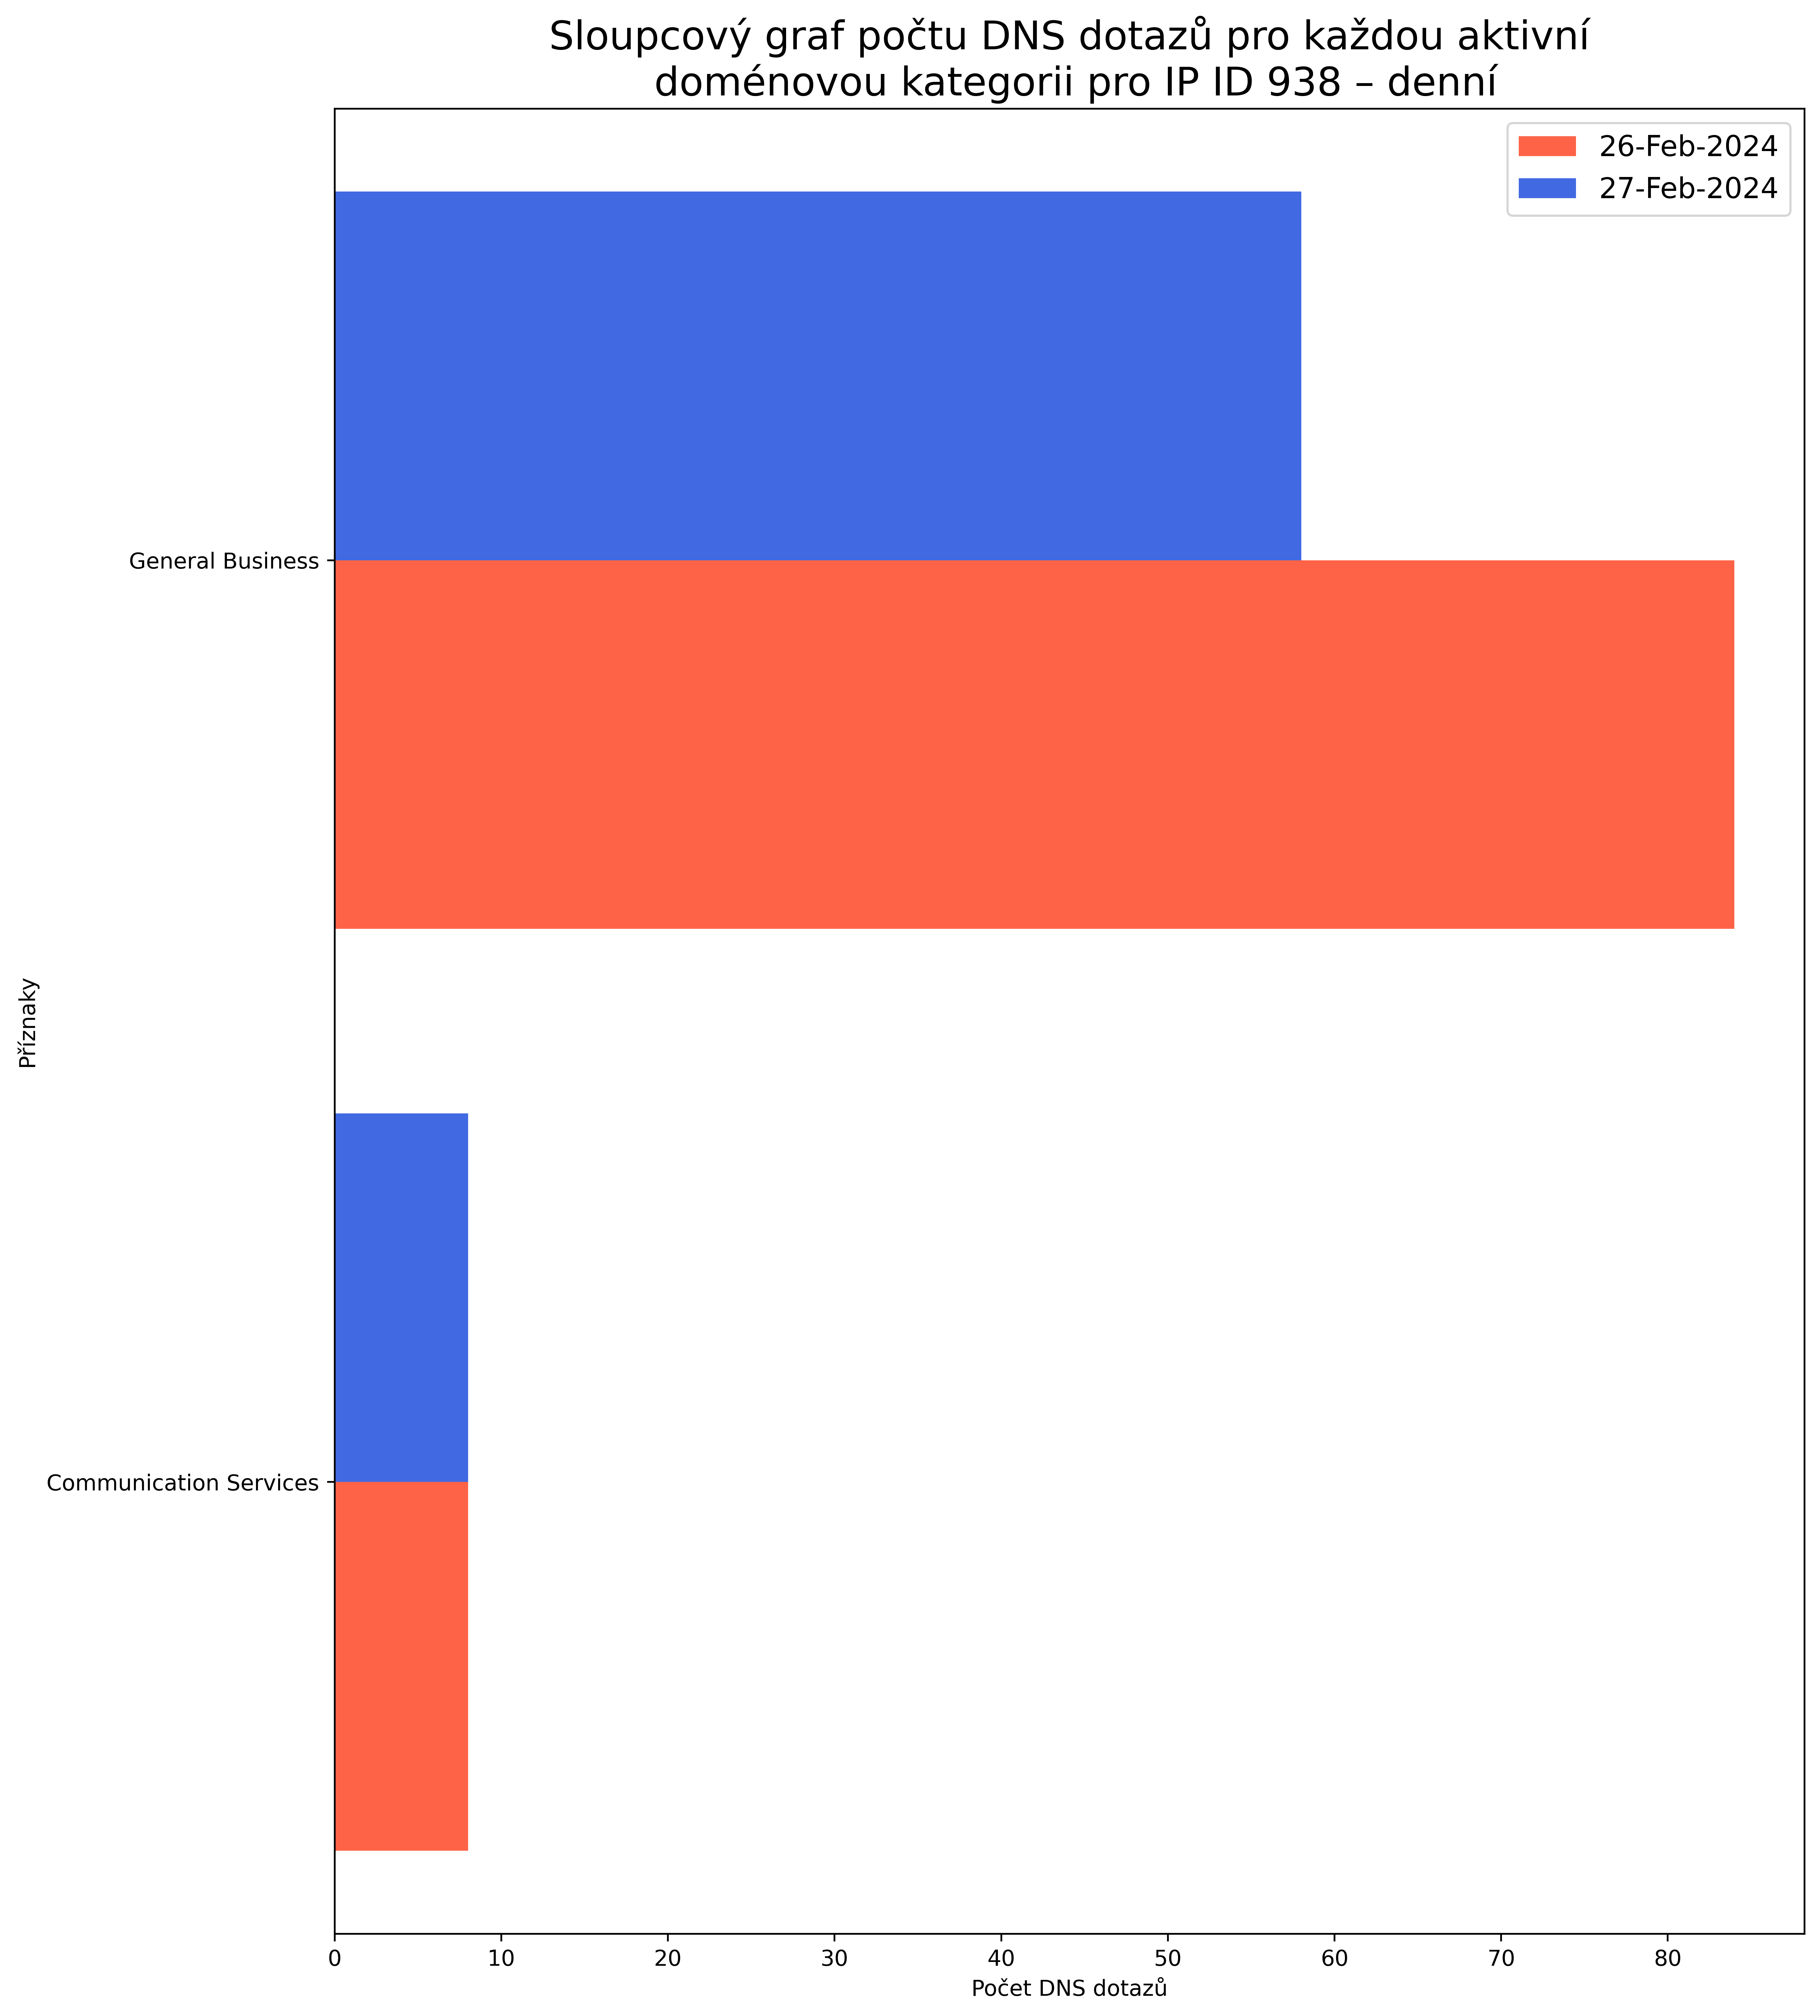 Sloupcový graf počtu DNS dotazů pro každou aktivní
doménovou kategorii pro IP ID 938 – denní
26-Feb-2024
27-Feb-2024
General Business
Příznaky
Communication Services
0 10 20 30 40 50 60 70 80
Počet DNS dotazů